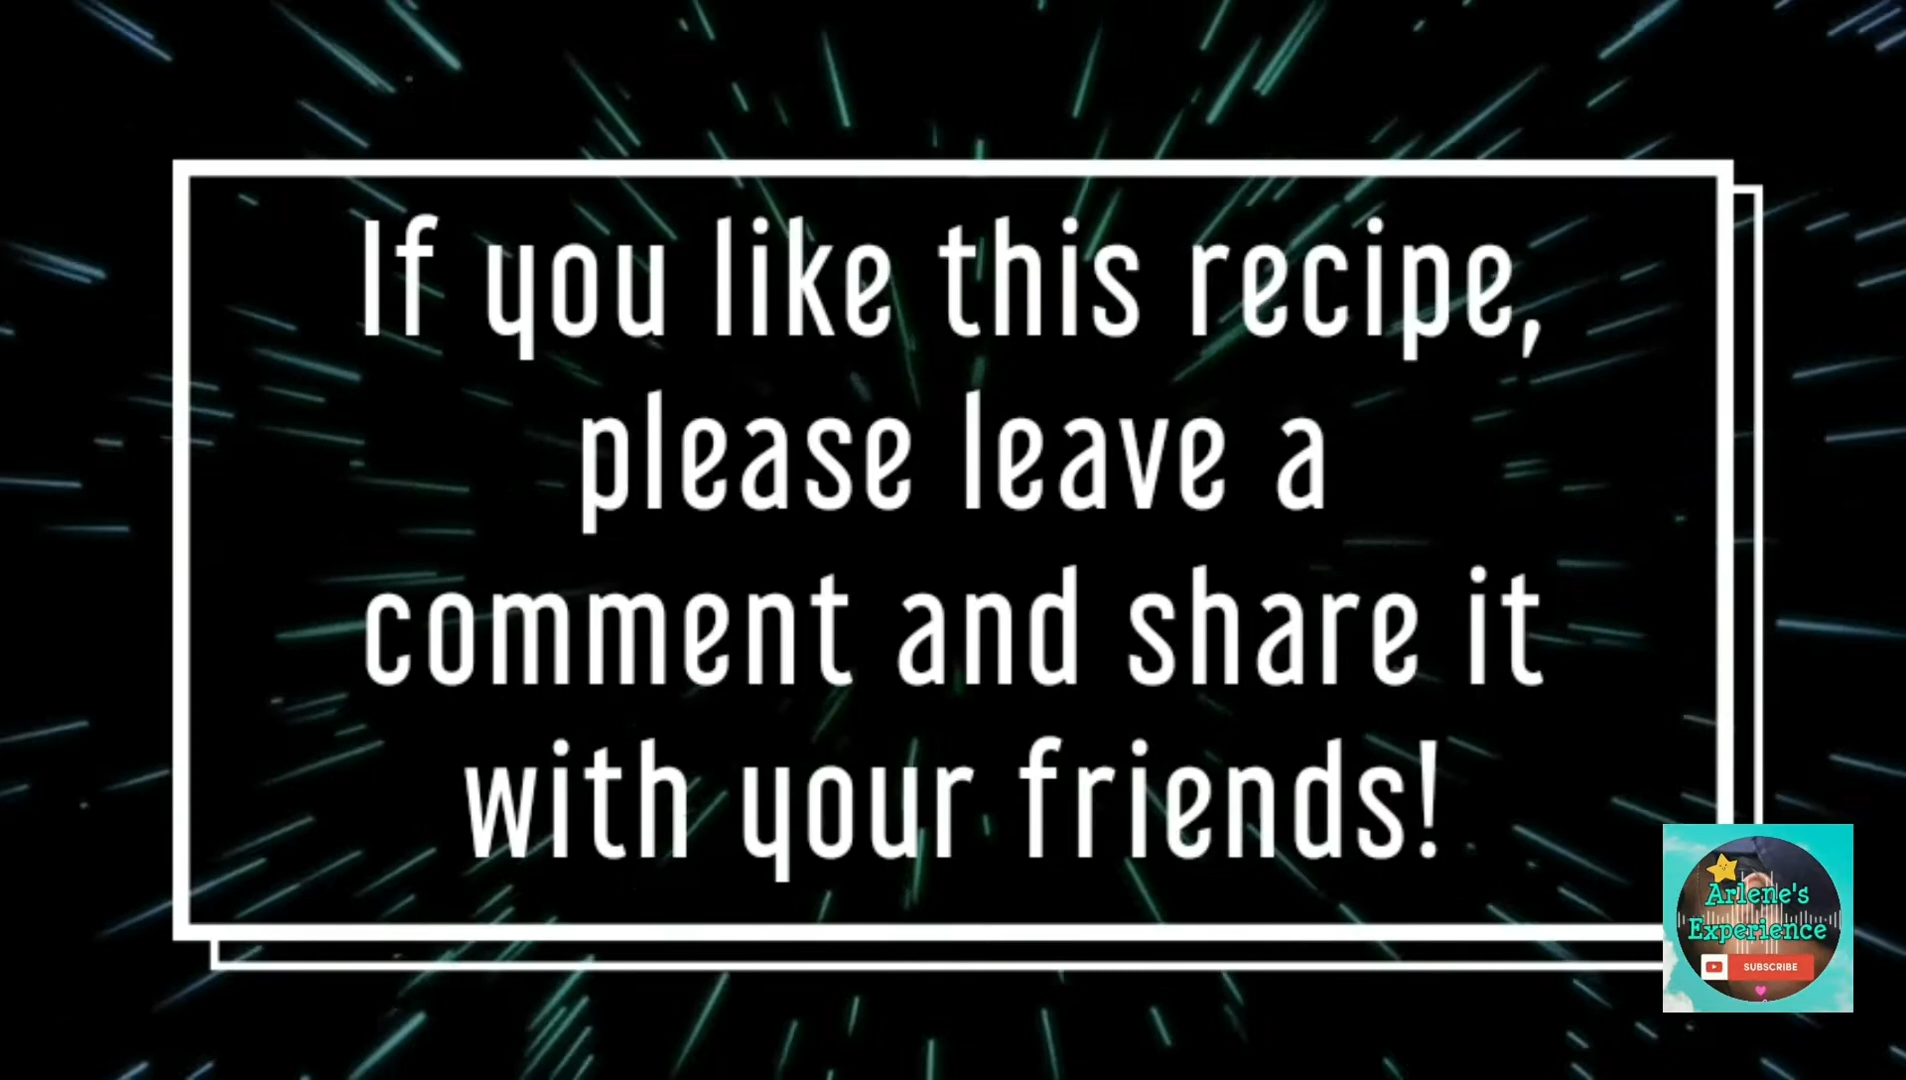 If you like this recipe,
please leave a
comment and share it
with your friends!
Arlene's
Experience
SUBSCRIBE